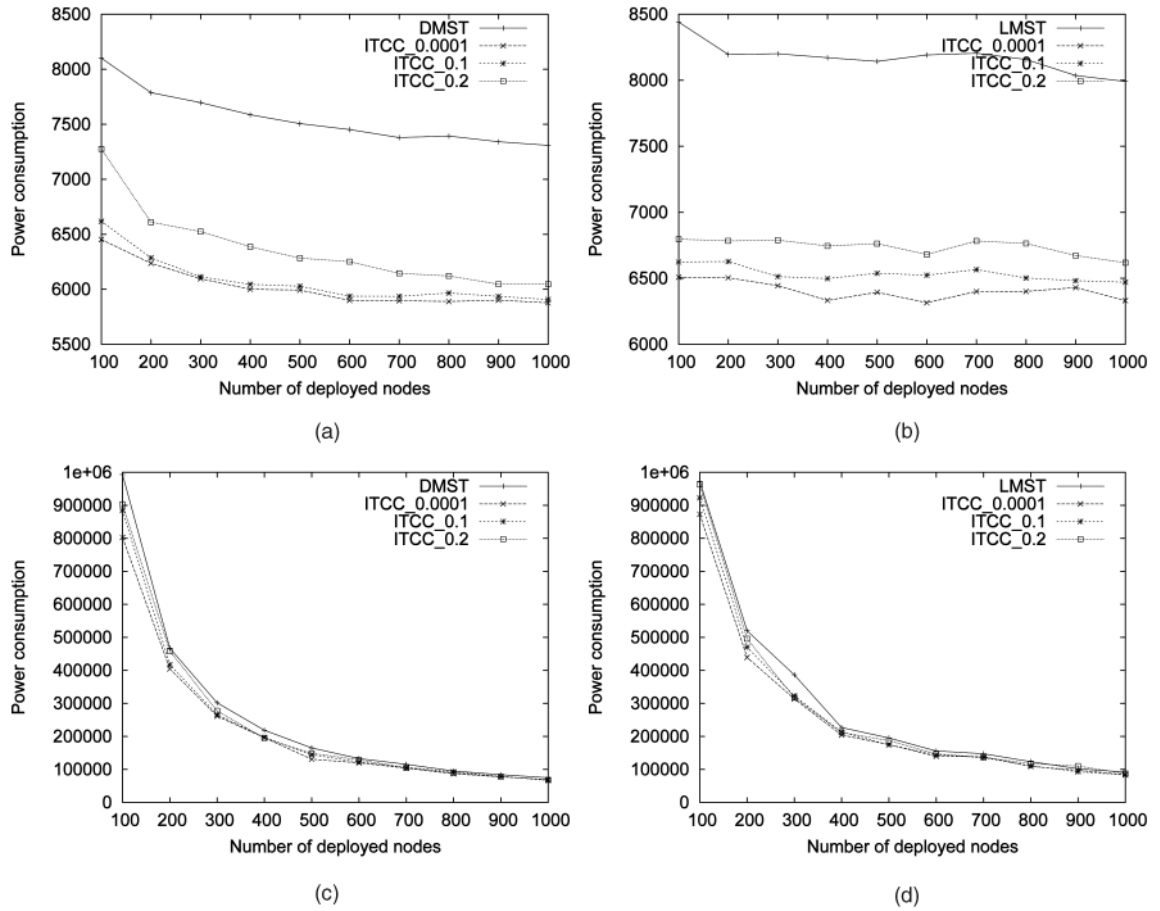 8500
8000
7500
7000
6500
6000
5500
Power consumption
DMST
ITCC_0.0001
ITCC_0.1
ITCC_0.2
100 200 300 400 500 600 700 800 900 1000
Number of deployed nodes
(a)
8500
8000
7500
7000
6500
6000
Power consumption
LMST
ITCC_0.0001
ITCC_0.1
ITCC_0.2
100 200 300 400 500 600 700 800 900 1000
Number of deployed nodes
(b)
1e+06
900000
800000
700000
600000
500000
400000
300000
200000
100000
0
Power consumption
DMST
ITCC_0.0001
ITCC_0.1
ITCC_0.2
100 200 300 400 500 600 700 800 900 1000
Number of deployed nodes
(c)
1e+06
900000
800000
700000
600000
500000
400000
300000
200000
100000
0
Power consumption
LMST
ITCC_0.0001
ITCC_0.1
ITCC_0.2
100 200 300 400 500 600 700 800 900 1000
Number of deployed nodes
(d)